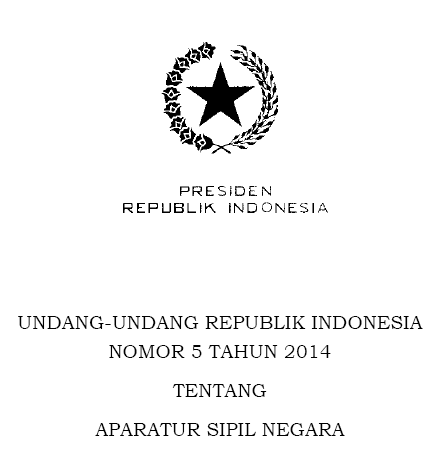 PRESIDEN
REPUBLIK INDONESIA
UNDANG-UNDANG REPUBLIK INDONESIA
NOMOR 5 TAHUN 2014
TENTANG
APARATUR SIPIL NEGARA